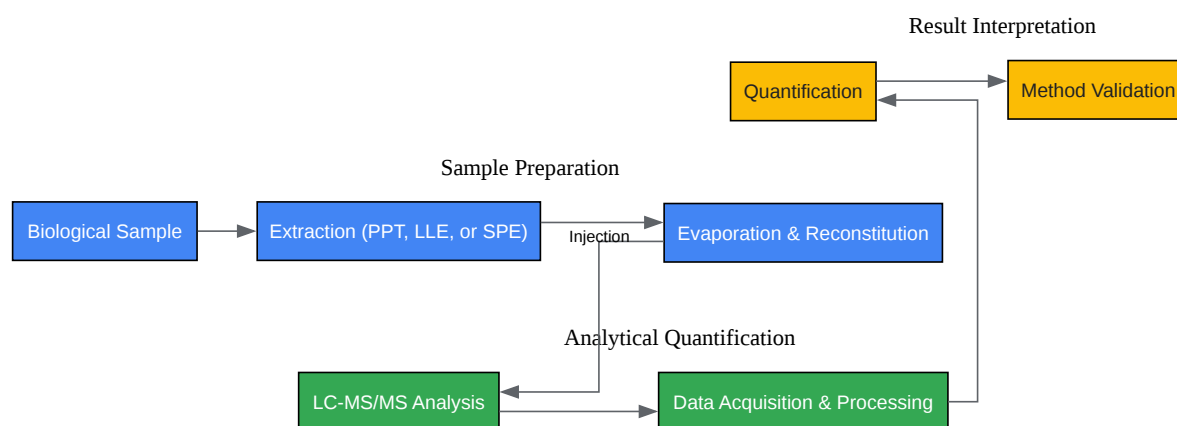 Result Interpretation
Quantification
Method Validation
Sample Preparation
Biological Sample
Extraction (PPT, LLE, or SPE)
Injection
Evaporation & Reconstitution
Analytical Quantification
LC-MS/MS Analysis
Data Acquisition & Processing